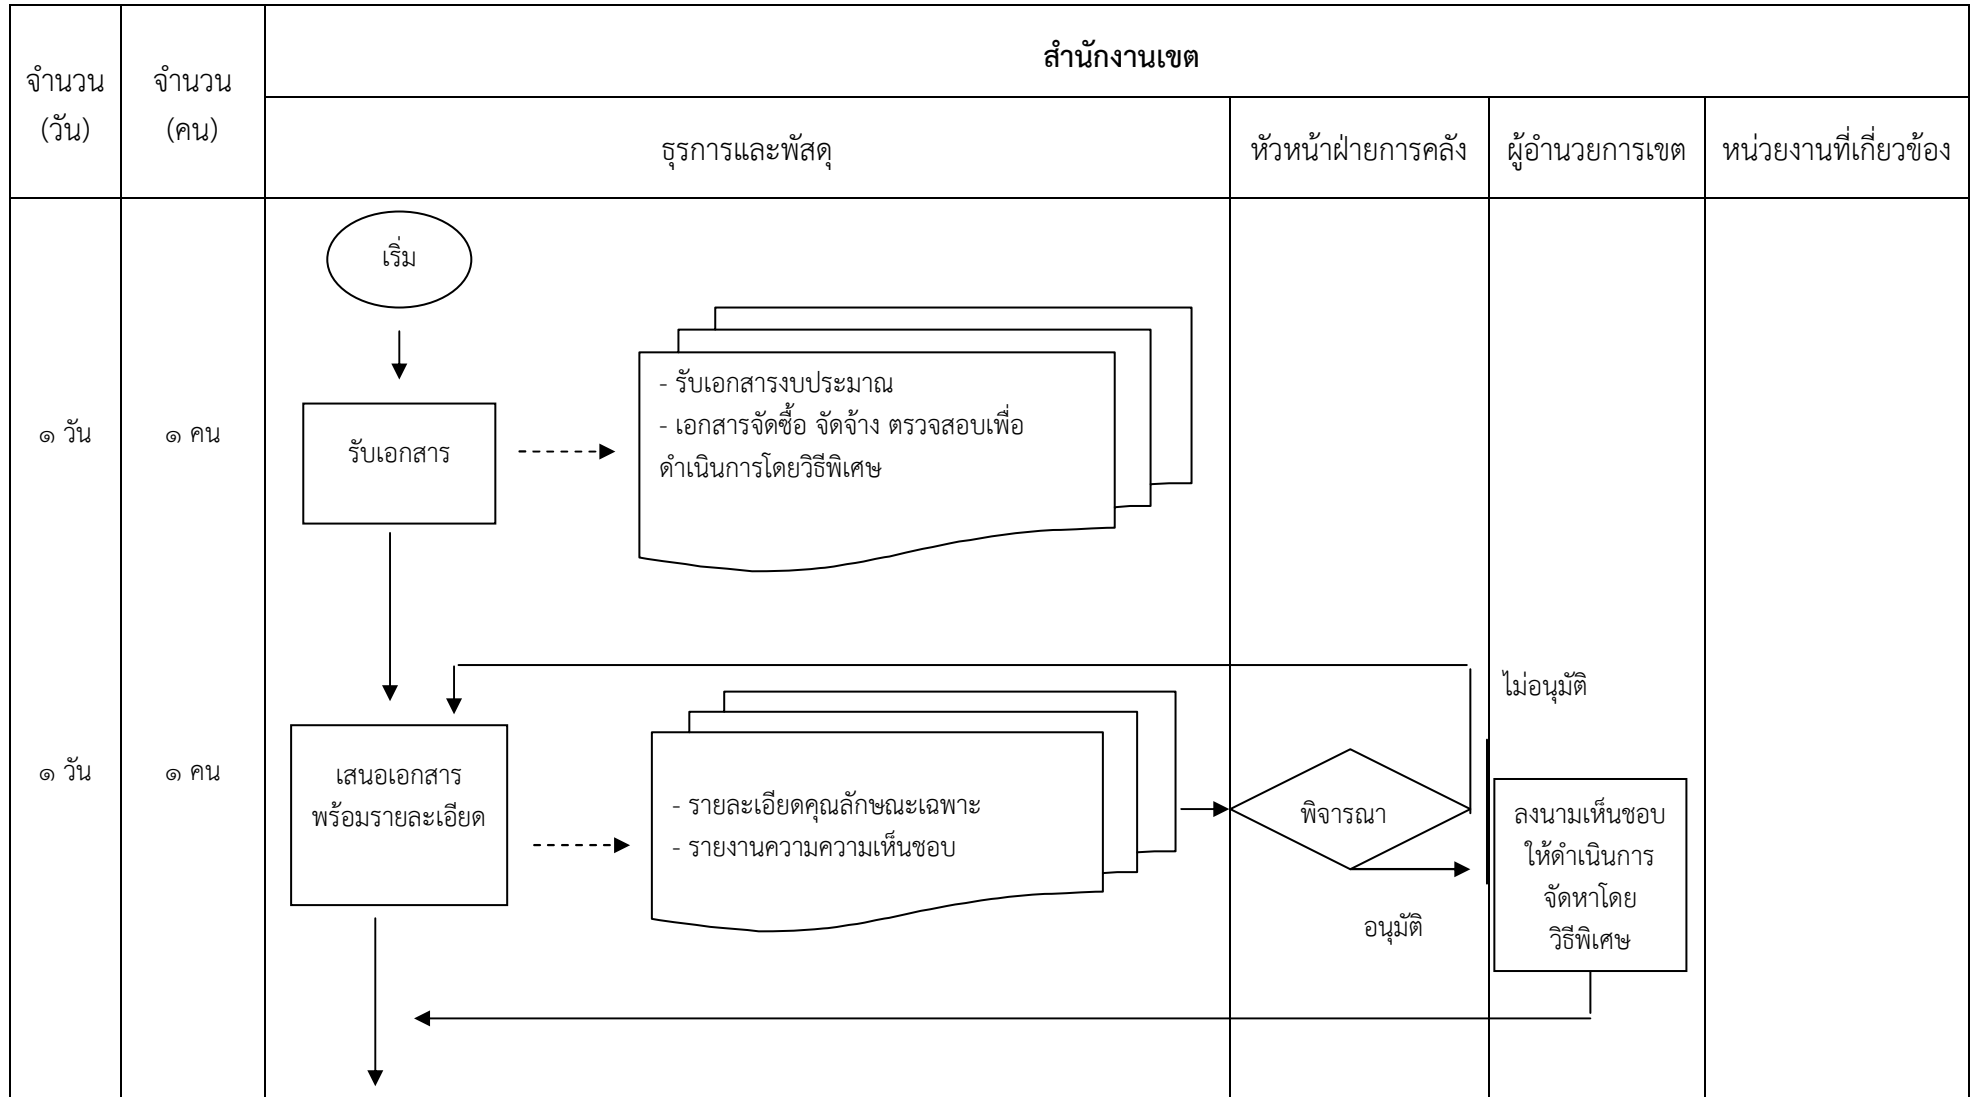 สำนักงานเขต
จำนวน
(วัน)
จำนวน
(คน)
ธุรการและพัสดุ
หัวหน้าฝ่ายการคลัง
ผู้อำนวยการเขต
หน่วยงานที่เกี่ยวข้อง
เริ่ม
๑ วัน
๑ คน
รับเอกสาร
- รับเอกสารงบประมาณ
- เอกสารจัดซื้อ จัดจ้าง ตรวจสอบเพื่อ
ดำเนินการโดยวิธีพิเศษ
ไม่อนุมัติ
๑ วัน
๑ คน
เสนอเอกสาร
พร้อมรายละเอียด
- รายละเอียดคุณลักษณะเฉพาะ
- รายงานความความเห็นชอบ
พิจารณา
อนุมัติ
ลงนามเห็นชอบ
ให้ดำเนินการ
จัดหาโดย
วิธีพิเศษ